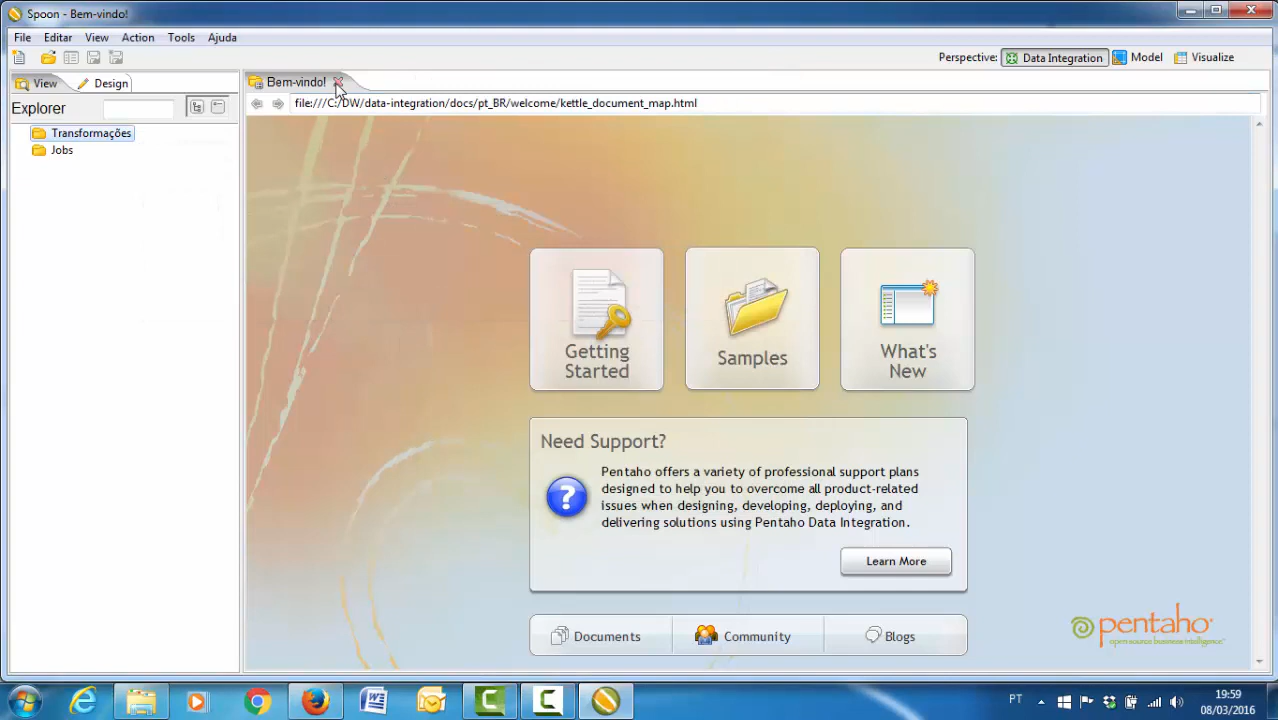 Spoon - Bem-vindo!
File Editar View Action Tools Ajuda
Perspective: Data Integration Model Visualize
View Design
Bem-vindo!
Explorer
file:///C:/DW/data-integration/docs/pt_BR/welcome/kettle_document_map.html
Transformações
Jobs
Getting
Started
Samples
What's
New
Need Support?
Pentaho offers a variety of professional support plans
designed to help you to overcome all product-related
issues when designing, developing, deploying, and
delivering solutions using Pentaho Data Integration.
Learn More
Documents Community Blogs
pentaho
open source business intelligence
PT
19:59
08/03/2016